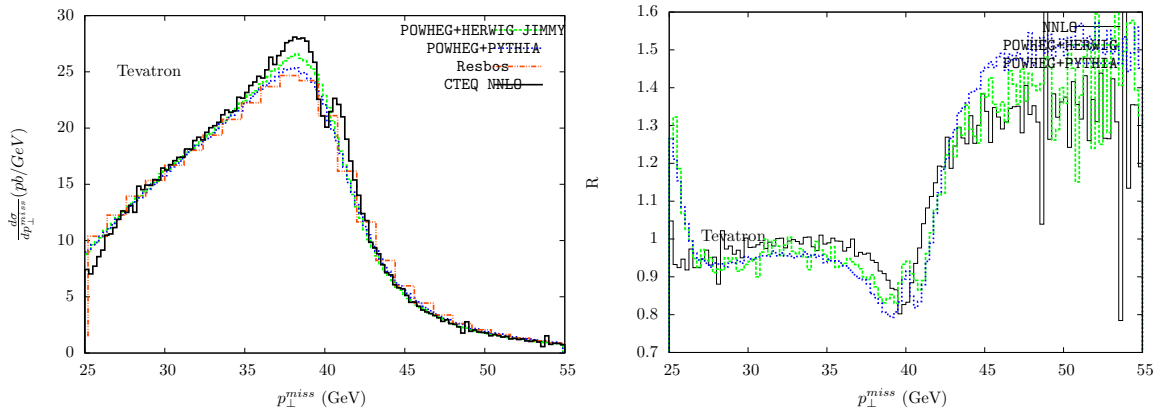 30
25
20
15
10
5
0
dσ/dp⊥^miss (pb/GeV)
Tevatron
POWHEG+HERWIG JIMMY
POWHEG+PYTHIA
Resbos
CTEQ NNLO
25 30 35 40 45 50 55
p⊥^miss (GeV)
1.6
1.5
1.4
1.3
1.2
1.1
1
0.9
0.8
0.7
R
NNLO
POWHEG+HERWIG
POWHEG+PYTHIA
Tevatron
25 30 35 40 45 50 55
p⊥^miss (GeV)